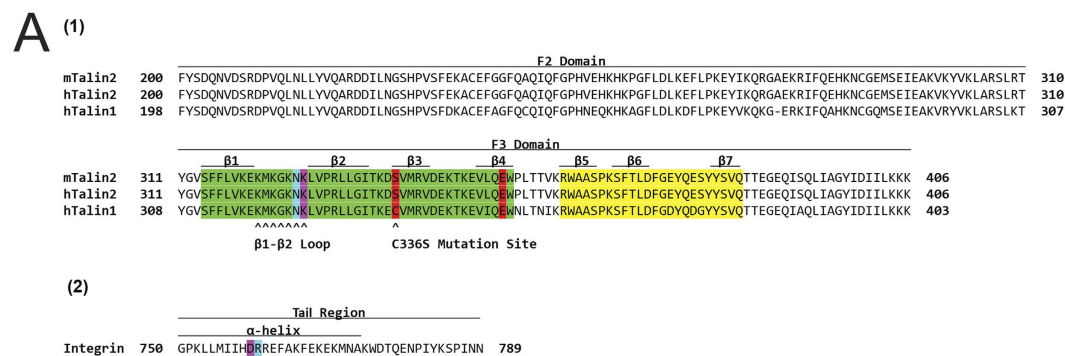 A (1)
F2 Domain
mTalin2 200 FYSDQNVDSRDPVQLNLLYVQARDDILNGSHPVSFEKACEFGGFQAQIQFGPHVEHKHKPGFLDLKEFLPKEYIKQRGAEKRIFQEHKNCGEMSEIEAKVKYVKLARSLRT 310
hTalin2 200 FYSDQNVDSRDPVQLNLLYVQARDDILNGSHPVSFEKACEFGGFQAQIQFGPHVEHKHKPGFLDLKEFLPKEYIKQRGAEKRIFQEHKNCGEMSEIEAKVKYVKLARSLRT 310
hTalin1 198 FYSDQNVDSRDPVQLNLLYVQARDDILNGSHPVSFDKACEFAGFQCQIQFGPHNEQKHKAGFLDLKDFLPKEYVKQKG-ERKIFQAHKNCGQMSEIEAKVRYVKLARSLKT 307
F3 Domain
β1 β2 β3 β4 β5 β6 β7
mTalin2 311 YGVSFFLVKEKMKGKNKLVPRLLGITKDSVMRVDEKTKEVLQEWPLTTVKRWAASPKSFTLDFGEYQESYYSVQTTEGEQISQLIAGYIDIILKKK 406
hTalin2 311 YGVSFFLVKEKMKGKNKLVPRLLGITKDSVMRVDEKTKEVLQEWPLTTVKRWAASPKSFTLDFGEYQESYYSVQTTEGEQISQLIAGYIDIILKKK 406
hTalin1 308 YGVSFFLVKEKMKGKNKLVPRLLGITKECVMRVDEKTKEVIQEWNLTNIKRWAASPKSFTLDFGDYQDGYYSVQTTEGEQIAQLIAGYIDIILKKK 403
^^^^^^^ ^
β1-β2 Loop C336S Mutation Site
(2)
Tail Region
α-helix
Integrin 750 GPKLLMIIHDRREFAKFEKEKMNAKWDTQENPIYKSPINN 789